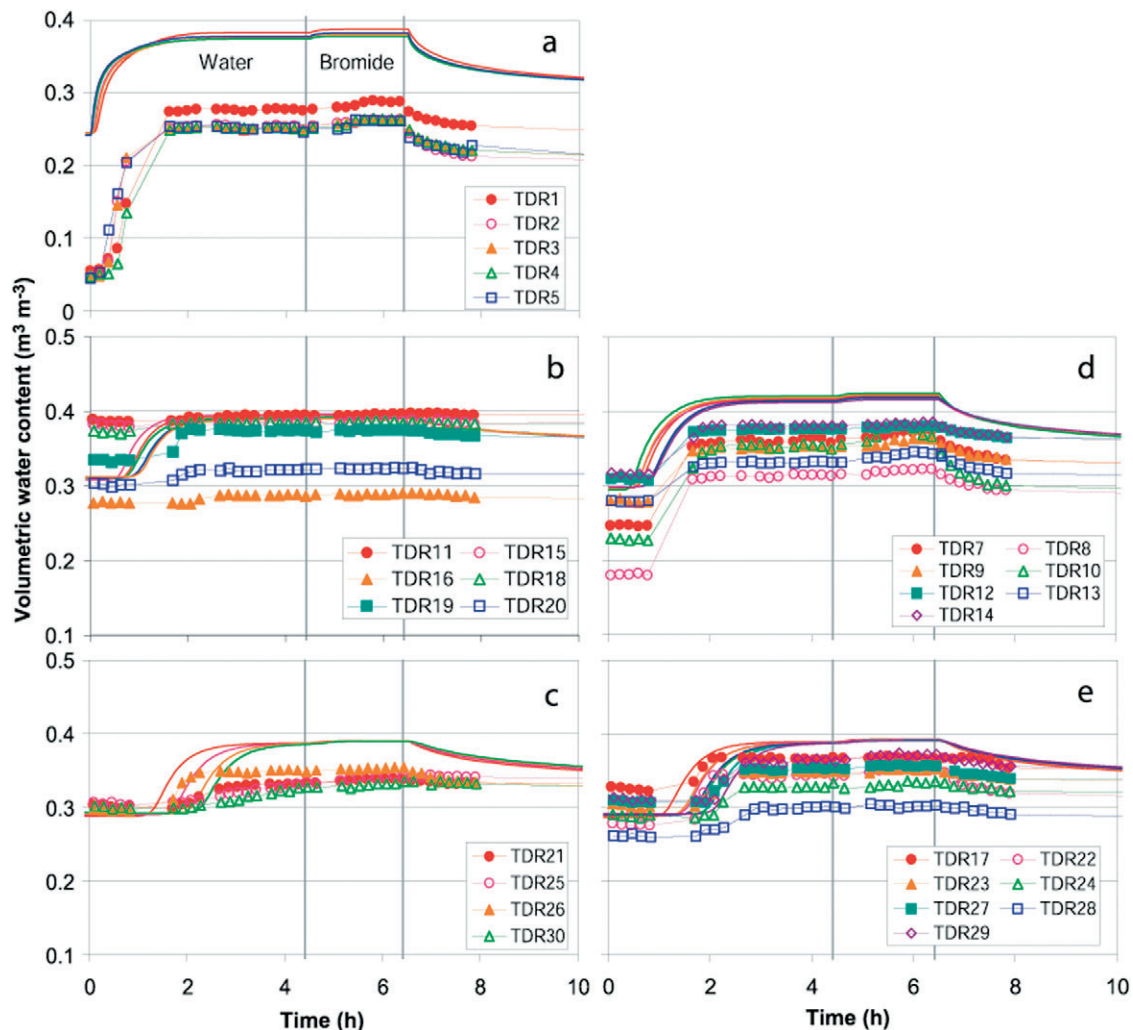 Volumetric water content (m³ m⁻³)
0.4
0.3
0.2
0.1
0
a
Water
Bromide
TDR1
TDR2
TDR3
TDR4
TDR5
0.5
0.4
0.3
0.2
0.1
b
TDR11 TDR15
TDR16 TDR18
TDR19 TDR20
0.5
0.4
0.3
0.2
0.1
c
TDR21
TDR25
TDR26
TDR30
0 2 4 6 8 10
Time (h)
d
TDR7 TDR8
TDR9 TDR10
TDR12 TDR13
TDR14
e
TDR17 TDR22
TDR23 TDR24
TDR27 TDR28
TDR29
0 2 4 6 8 10
Time (h)